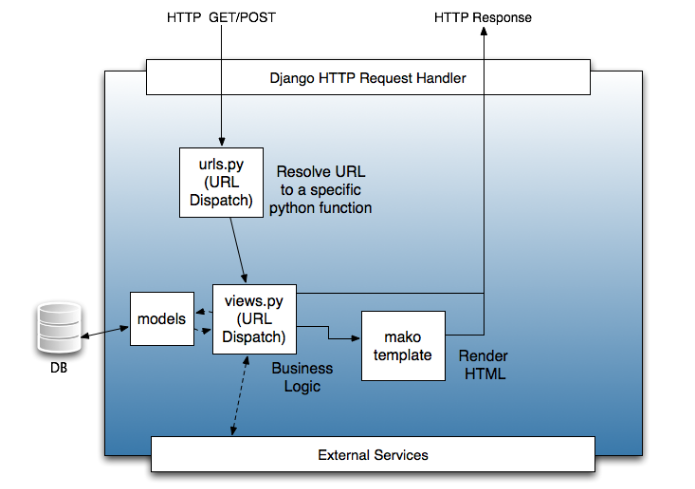 HTTP GET/POST
HTTP Response
Django HTTP Request Handler
urls.py
(URL
Dispatch)
Resolve URL
to a specific
python function
models
views.py
(URL
Dispatch)
mako
template
DB
Business
Logic
Render
HTML
External Services